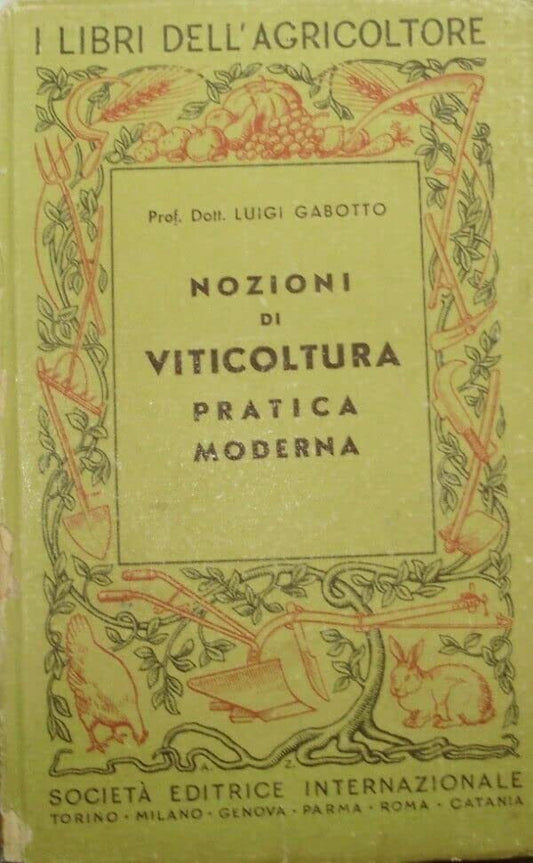 I LIBRI DELL'AGRICOLTORE
Prof. Dott. LUIGI GABOTTO
NOZIONI
DI
VITICOLTURA
PRATICA
MODERNA
A. Z.
SOCIETÀ EDITRICE INTERNAZIONALE
TORINO · MILANO · GENOVA · PARMA · ROMA · CATANIA